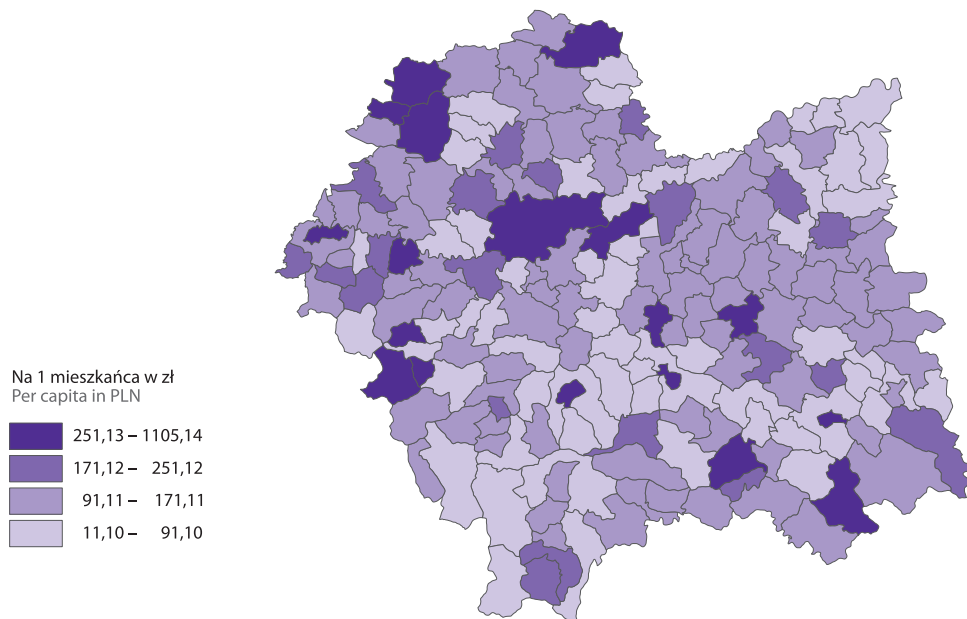 Na 1 mieszkańca w zł
Per capita in PLN
251,13 – 1105,14
171,12 – 251,12
91,11 – 171,11
11,10 – 91,10